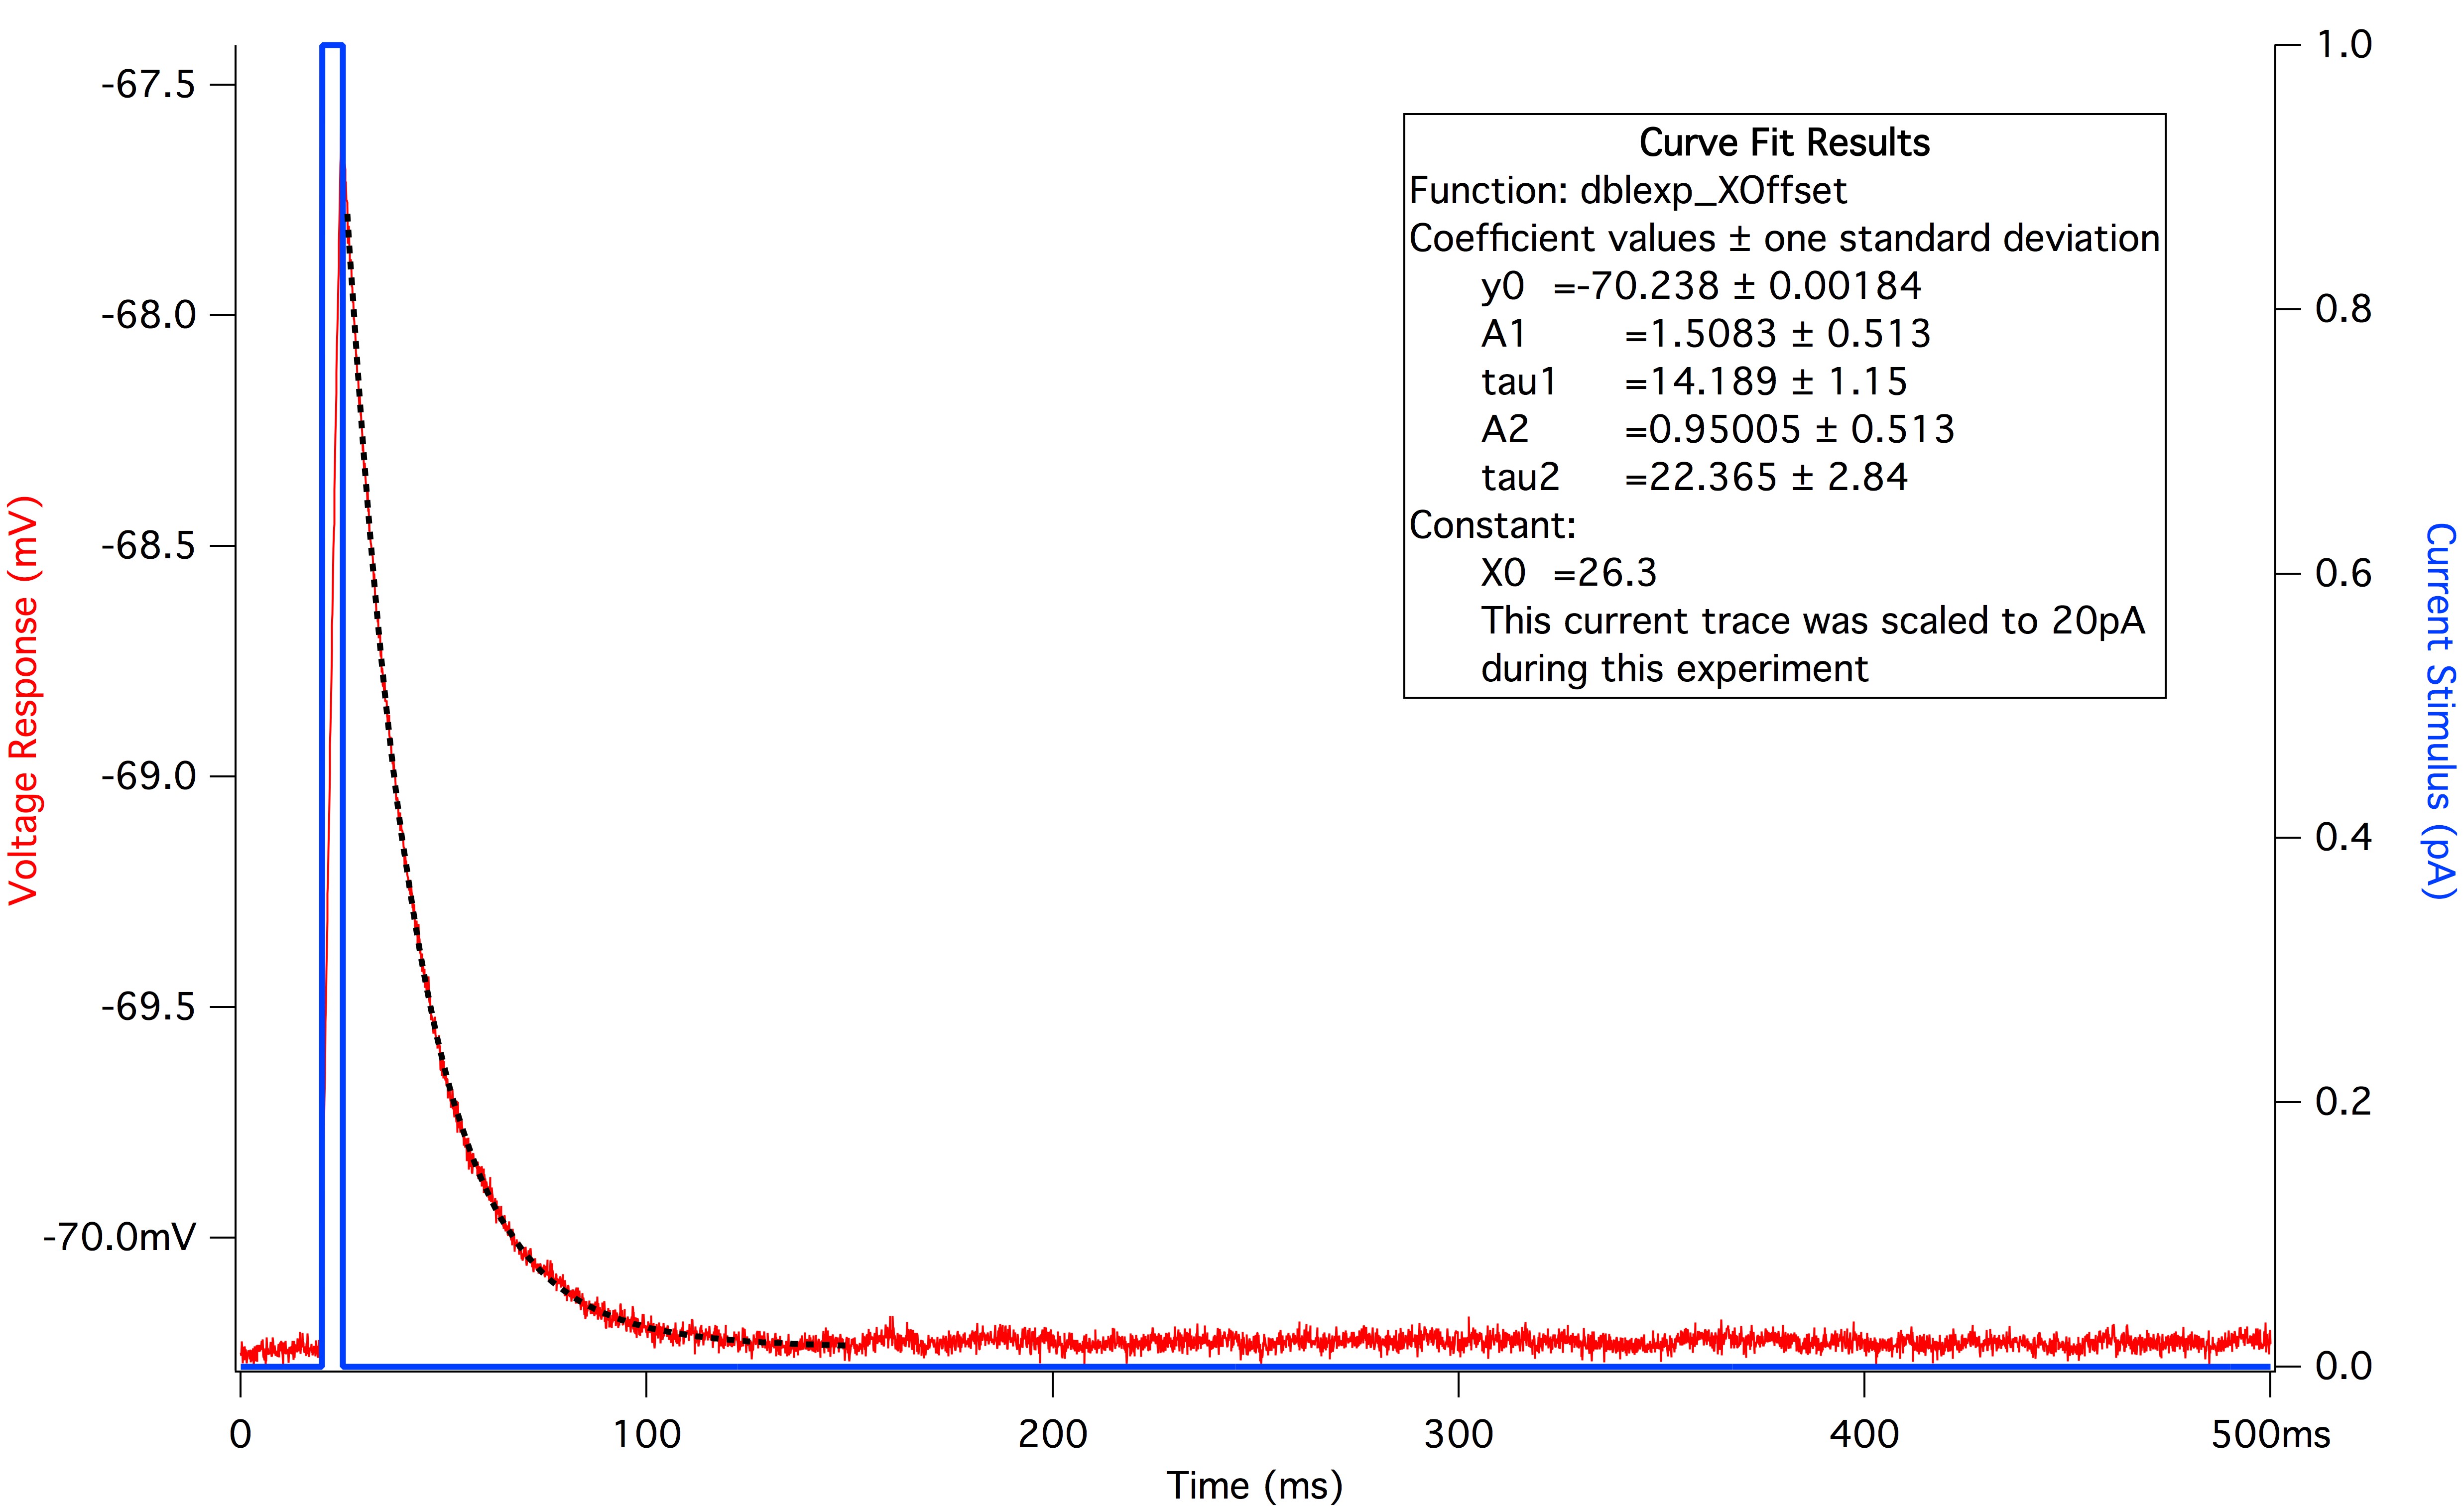 -67.5
-68.0
-68.5
-69.0
-69.5
-70.0mV
Voltage Response (mV)
Curve Fit Results
Function: dblexp_XOffset
Coefficient values ± one standard deviation
y0 =-70.238 ± 0.00184
A1 =1.5083 ± 0.513
tau1 =14.189 ± 1.15
A2 =0.95005 ± 0.513
tau2 =22.365 ± 2.84
Constant:
X0 =26.3
This current trace was scaled to 20pA
during this experiment
1.0
0.8
0.6
0.4
0.2
0.0
Current Stimulus (pA)
0 100 200 300 400 500ms
Time (ms)